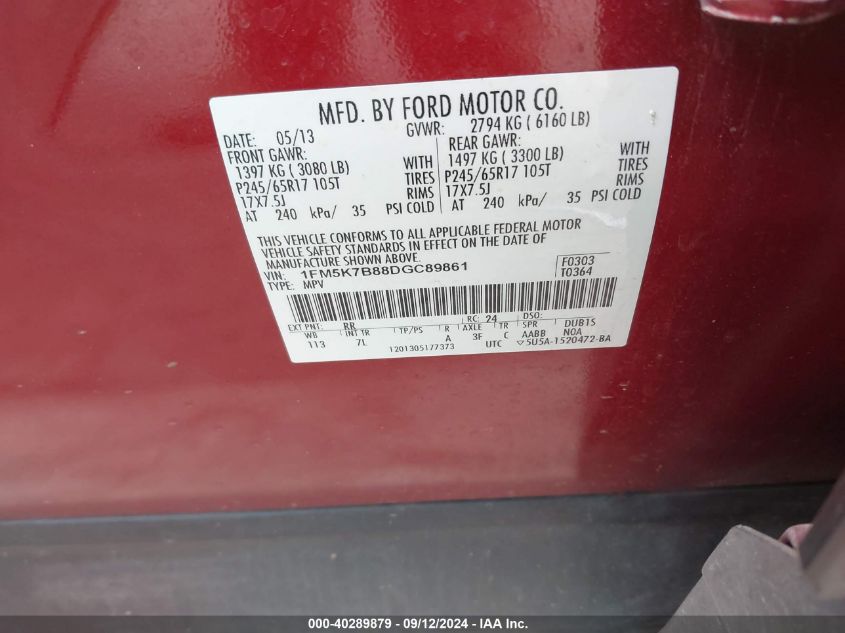 MFD. BY FORD MOTOR CO.
DATE: 05/13 GVWR: 2794 KG ( 6160 LB)
FRONT GAWR: REAR GAWR:
1397 KG ( 3080 LB) WITH 1497 KG ( 3300 LB) WITH
P245/65R17 105T TIRES P245/65R17 105T TIRES
17X7.5J RIMS 17X7.5J RIMS
AT 240 kPa/ 35 PSI COLD AT 240 kPa/ 35 PSI COLD
THIS VEHICLE CONFORMS TO ALL APPLICABLE FEDERAL MOTOR
VEHICLE SAFETY STANDARDS IN EFFECT ON THE DATE OF
MANUFACTURE SHOWN ABOVE.
VIN: 1FM5K7B88DGC89861 F0303
TYPE: MPV T0364
EXT PNT: RR RC: 24 DSO:
WB INT TR TP/PS R AXLE TR SPR DUB1S
113 7L A 3F C AABB NOA
1201305177373 UTC ▽5U5A-1520472-BA
000-40289879 - 09/12/2024 - IAA Inc.